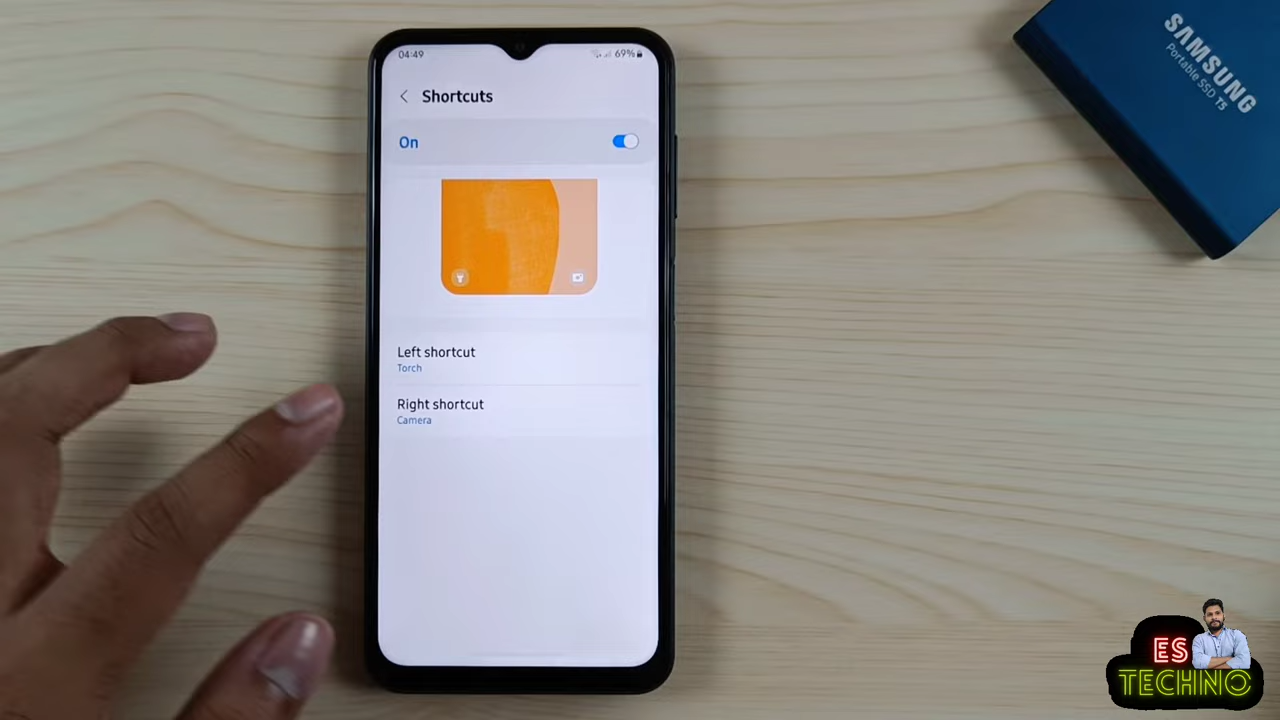 04:49
69%
Shortcuts
On
Left shortcut
Torch
Right shortcut
Camera
SAMSUNG
Portable SSD T5
ES
TECHNO